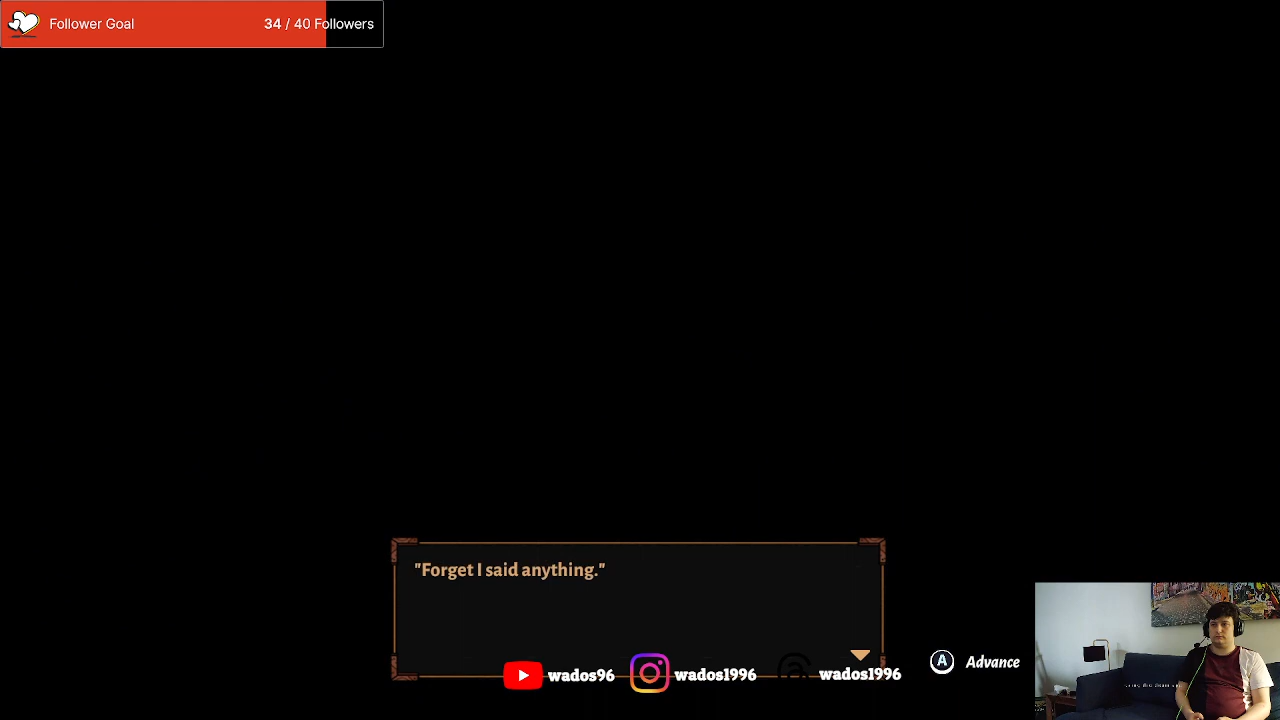 Follower Goal
34 / 40 Followers
"Forget I said anything."
wados96
wados1996
wados1996
A
Advance